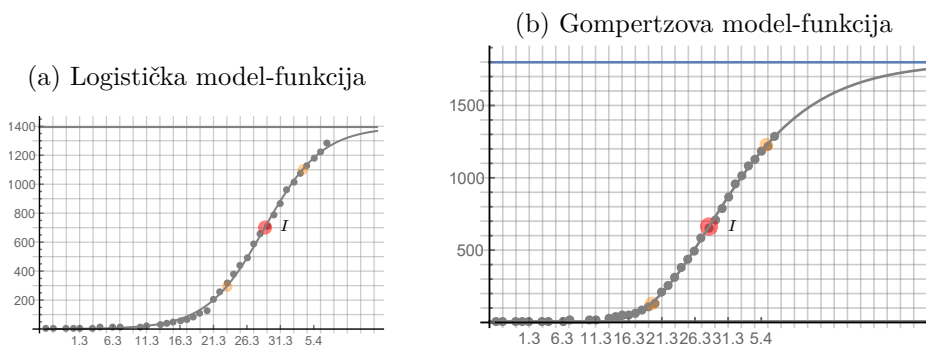 (b) Gompertzova model-funkcija
(a) Logistička model-funkcija
1400
1200
1000
800
600
400
200
I
1.3 6.3 11.3 16.3 21.3 26.3 31.3 5.4
1500
1000
500
I
1.3 6.3 11.3 16.3 21.3 26.3 31.3 5.4